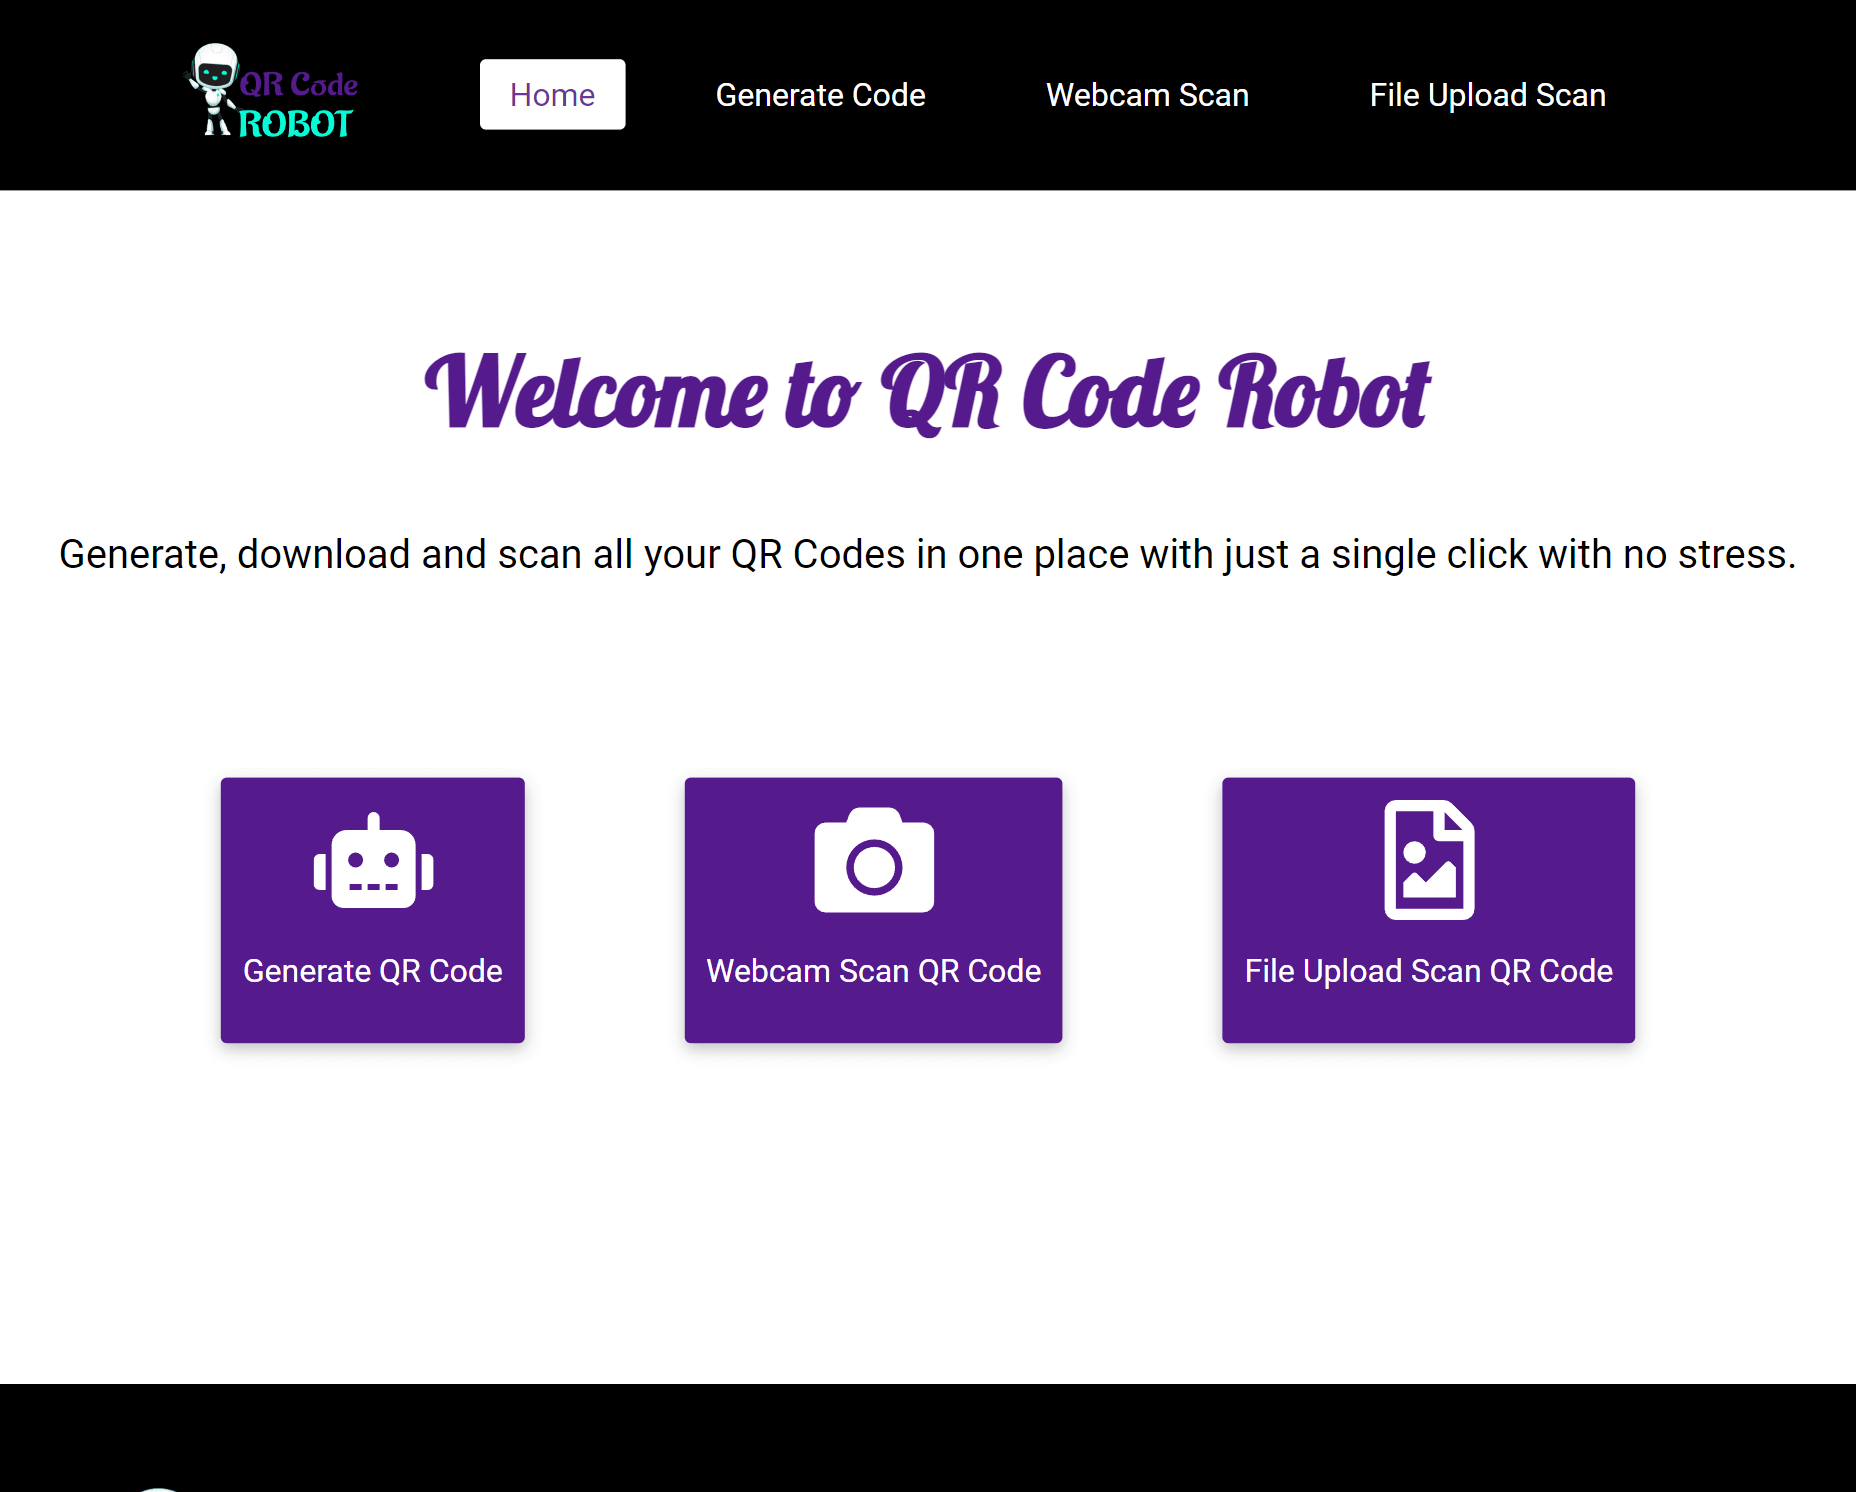 QR Code
ROBOT
Home
Generate Code
Webcam Scan
File Upload Scan
Welcome to QR Code Robot
Generate, download and scan all your QR Codes in one place with just a single click with no stress.
Generate QR Code
Webcam Scan QR Code
File Upload Scan QR Code